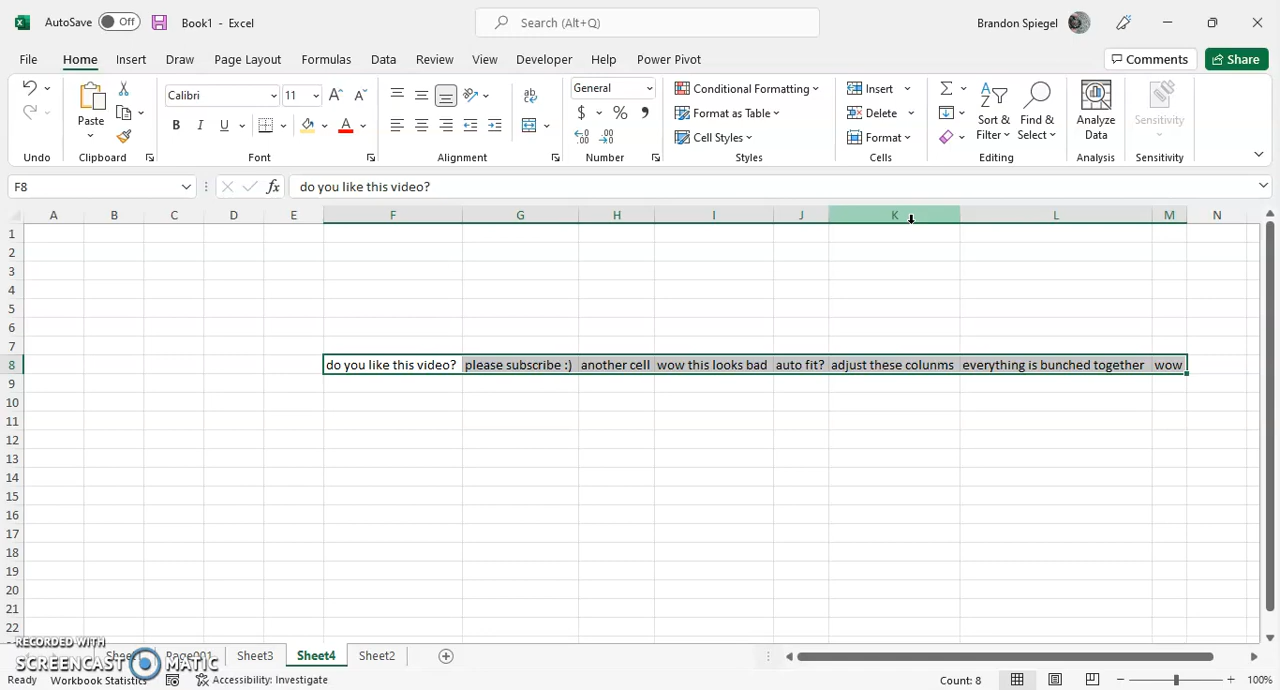 AutoSave Off Book1 - Excel Search (Alt+Q) Brandon Spiegel
File Home Insert Draw Page Layout Formulas Data Review View Developer Help Power Pivot Comments Share
Calibri 11 General Conditional Formatting Insert
Paste B I U $ % Format as Table Delete Sort & Filter Find & Select Analyze Data Sensitivity
Cell Styles Format
Undo Clipboard Font Alignment Number Styles Cells Editing Analysis Sensitivity
F8 fx do you like this video?
A B C D E F G H I J K L M N
1
2
3
4
5
6
7
8 do you like this video? please subscribe :) another cell wow this looks bad auto fit? adjust these colunms everything is bunched together wow
9
10
11
12
13
14
15
16
17
18
19
20
21
22
RECORDED WITH
SCREENCAST MATIC
Sheet3 Sheet4 Sheet2
Ready Workbook Statistics Accessibility: Investigate Count: 8 100%